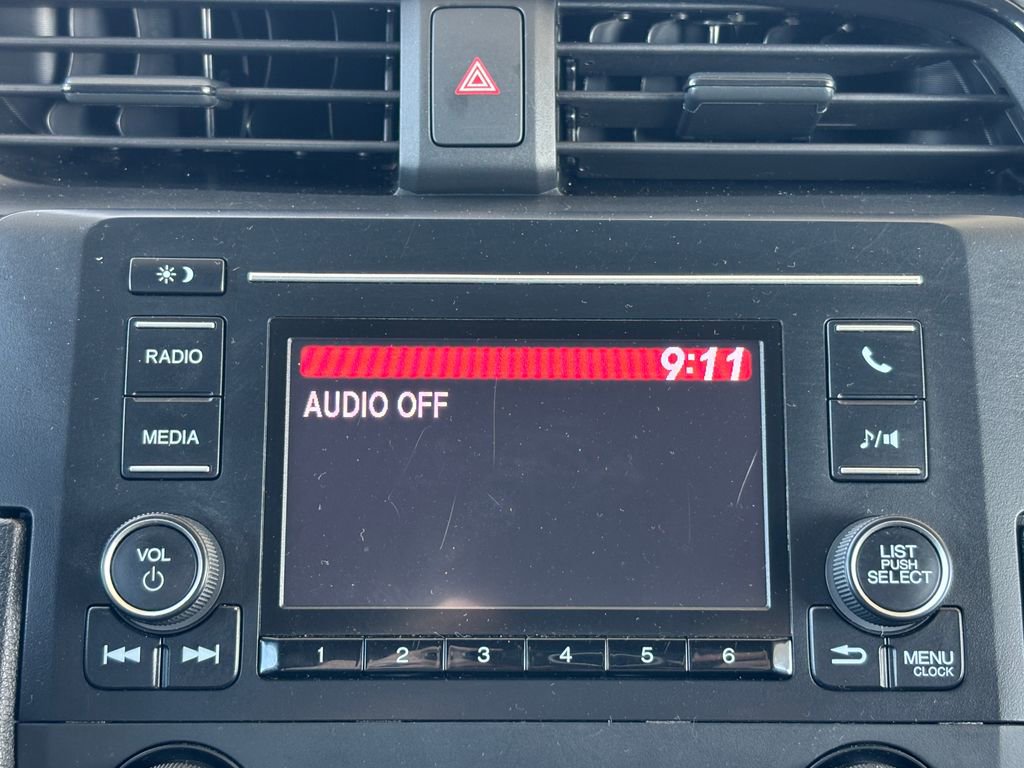 RADIO
MEDIA
9:11
AUDIO OFF
VOL
LIST
PUSH
SELECT
1 2 3 4 5 6
MENU
CLOCK